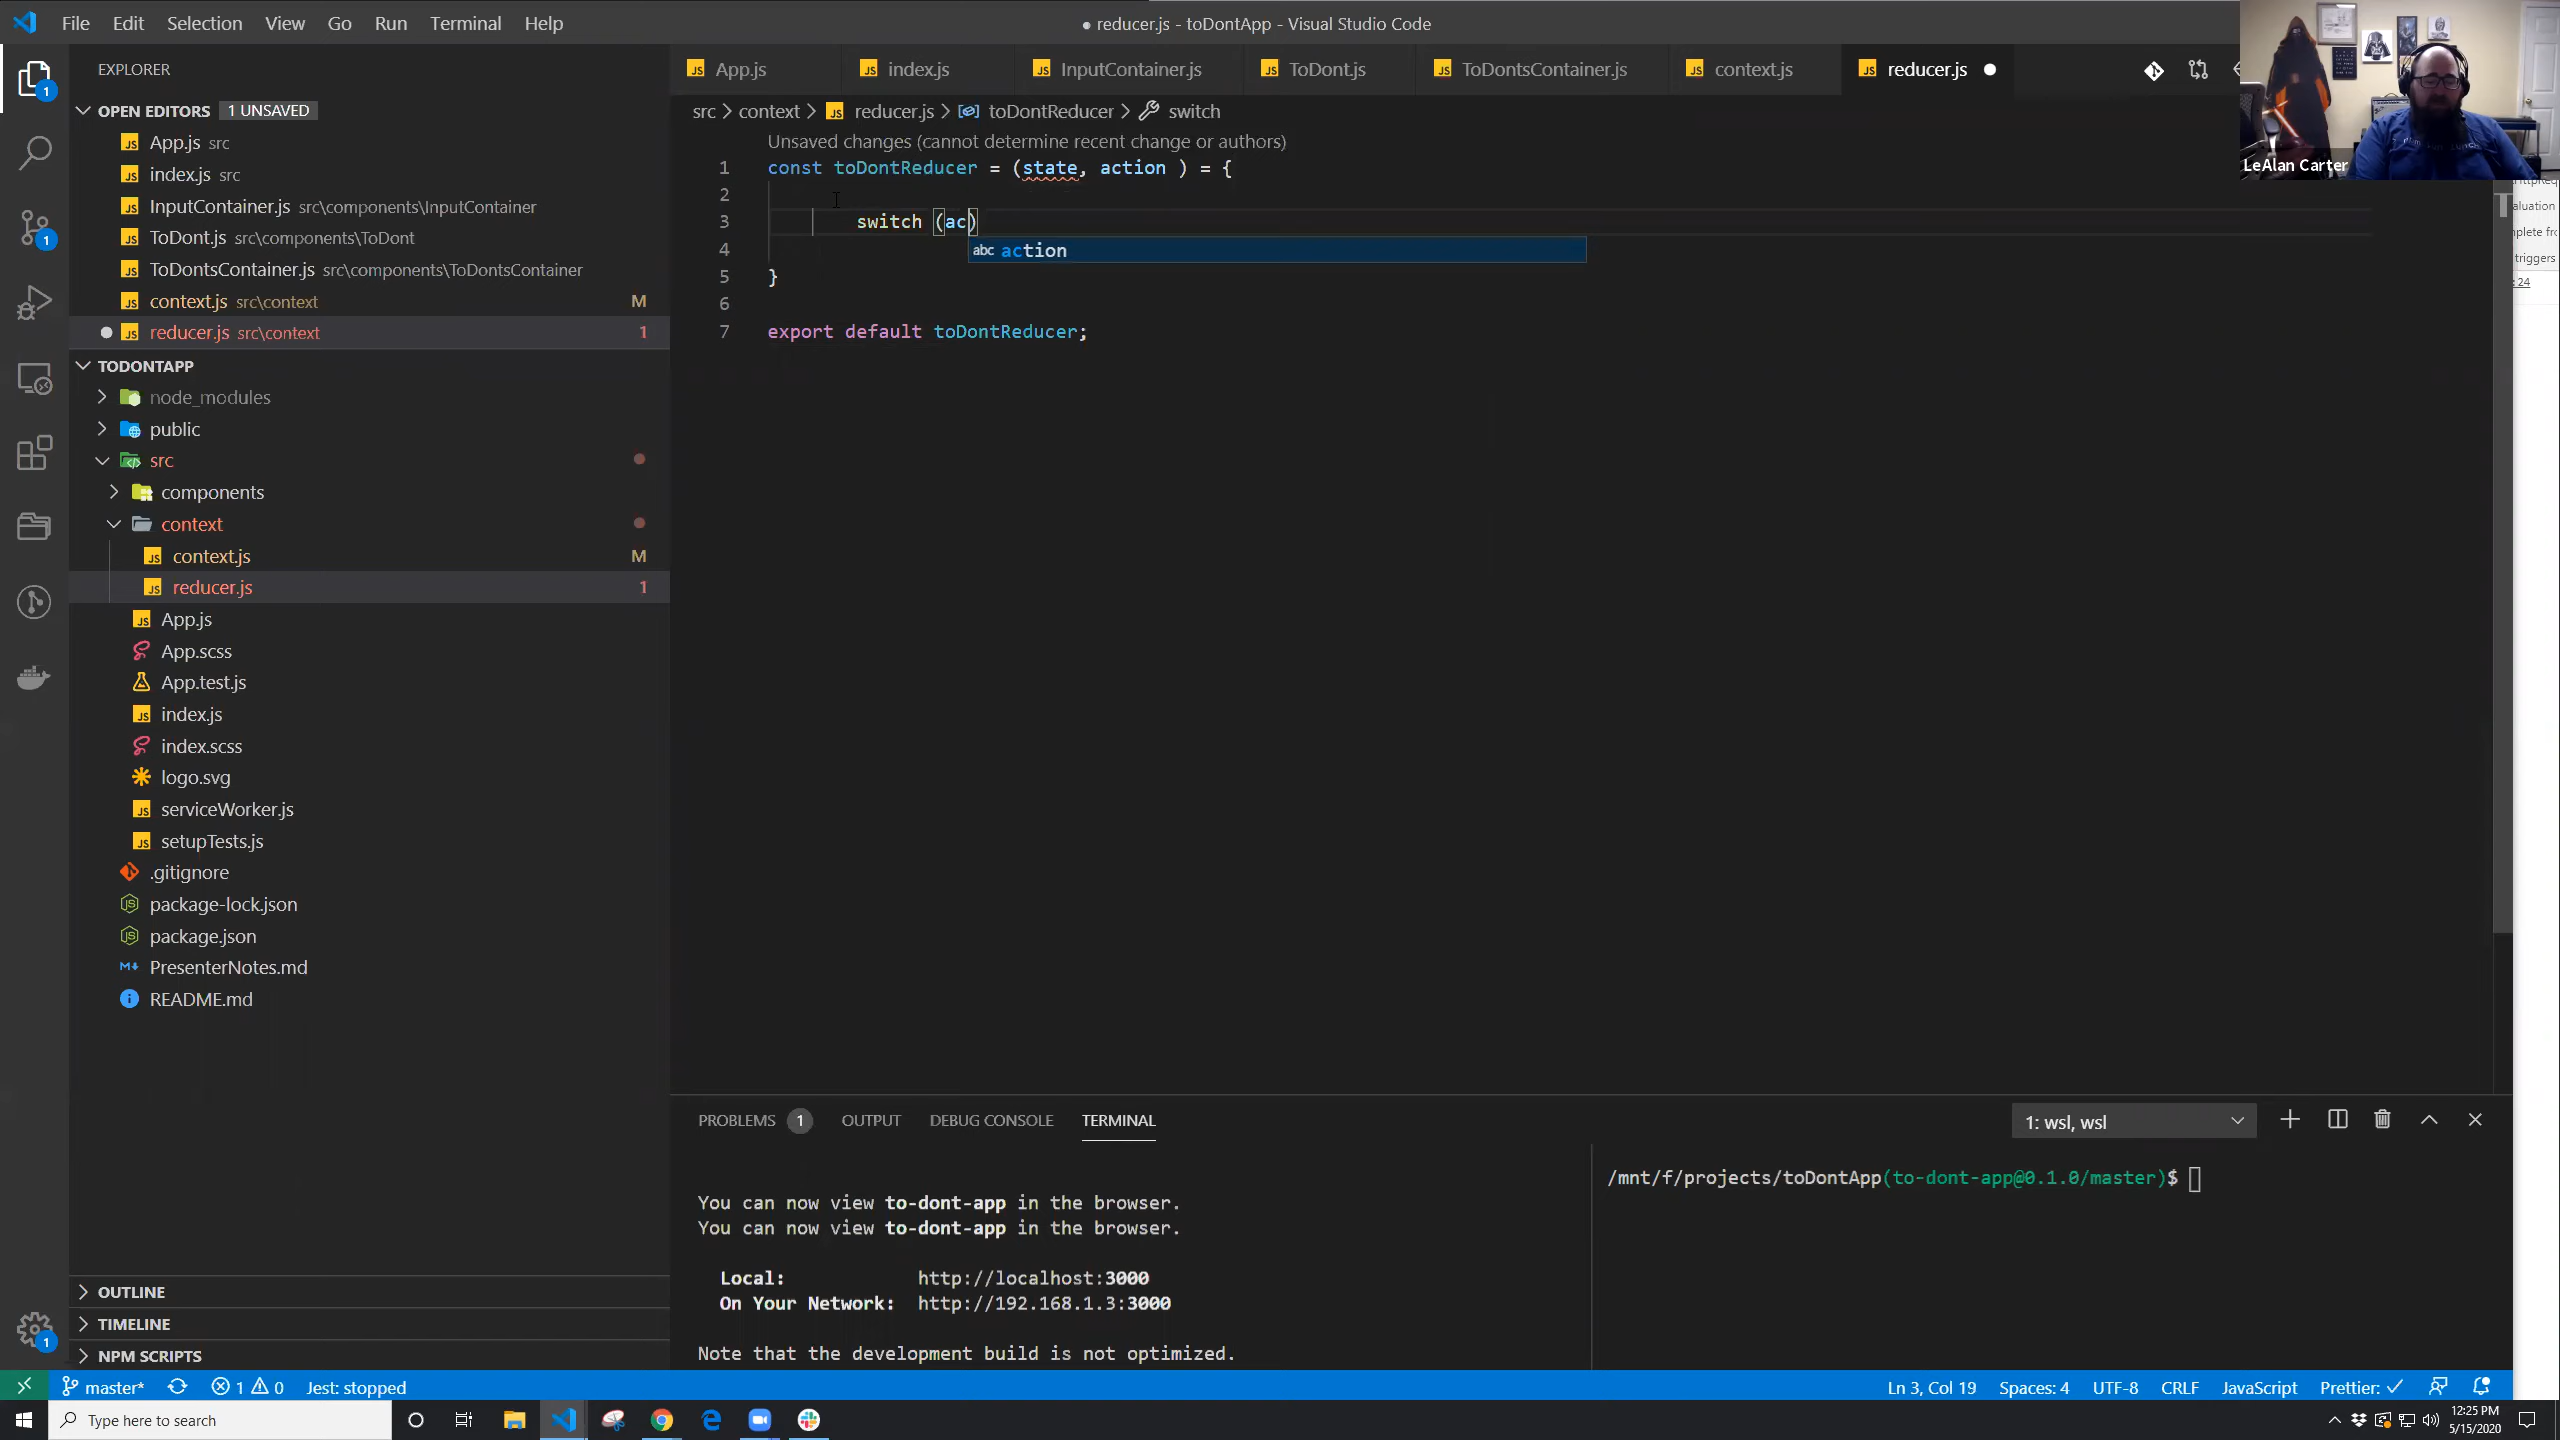 File Edit Selection View Go Run Terminal Help
● reducer.js - toDontApp - Visual Studio Code
EXPLORER
OPEN EDITORS 1 UNSAVED
App.js src
index.js src
InputContainer.js src\components\InputContainer
ToDont.js src\components\ToDont
ToDontsContainer.js src\components\ToDontsContainer
context.js src\context M
reducer.js src\context 1
TODONTAPP
node_modules
public
src
components
context
context.js M
reducer.js 1
App.js
App.scss
App.test.js
index.js
index.scss
logo.svg
serviceWorker.js
setupTests.js
.gitignore
package-lock.json
package.json
PresenterNotes.md
README.md
OUTLINE
TIMELINE
NPM SCRIPTS
App.js index.js InputContainer.js ToDont.js ToDontsContainer.js context.js reducer.js
src > context > reducer.js > toDontReducer > switch
Unsaved changes (cannot determine recent change or authors)
1 const toDontReducer = (state, action ) = {
2
3 switch (ac)
abc action
4
5 }
6
7 export default toDontReducer;
LeAlan Carter
aluation
mplete fro
triggers
:24
PROBLEMS 1 OUTPUT DEBUG CONSOLE TERMINAL
1: wsl, wsl
You can now view to-dont-app in the browser.
You can now view to-dont-app in the browser.
Local: http://localhost:3000
On Your Network: http://192.168.1.3:3000
Note that the development build is not optimized.
/mnt/f/projects/toDontApp(to-dont-app@0.1.0/master)$
master* 1 0 Jest: stopped
Ln 3, Col 19 Spaces: 4 UTF-8 CRLF JavaScript Prettier: ✓
Type here to search
12:25 PM
5/15/2020